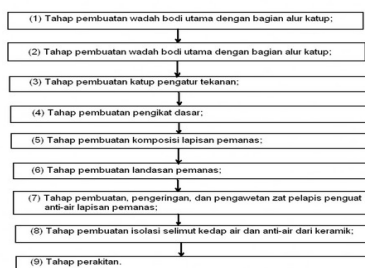 (1) Tahap pembuatan wadah bodi utama dengan bagian alur katup;
(2) Tahap pembuatan wadah bodi utama dengan bagian alur katup;
(3) Tahap pembuatan katup pengatur tekanan;
(4) Tahap pembuatan pengikat dasar;
(5) Tahap pembuatan komposisi lapisan pemanas;
(6) Tahap pembuatan landasan pemanas;
(7) Tahap pembuatan, pengeringan, dan pengawetan zat pelapis penguat
anti-air lapisan pemanas;
(8) Tahap pembuatan isolasi selimut kedap air dan anti-air dari keramik;
(9) Tahap perakitan.